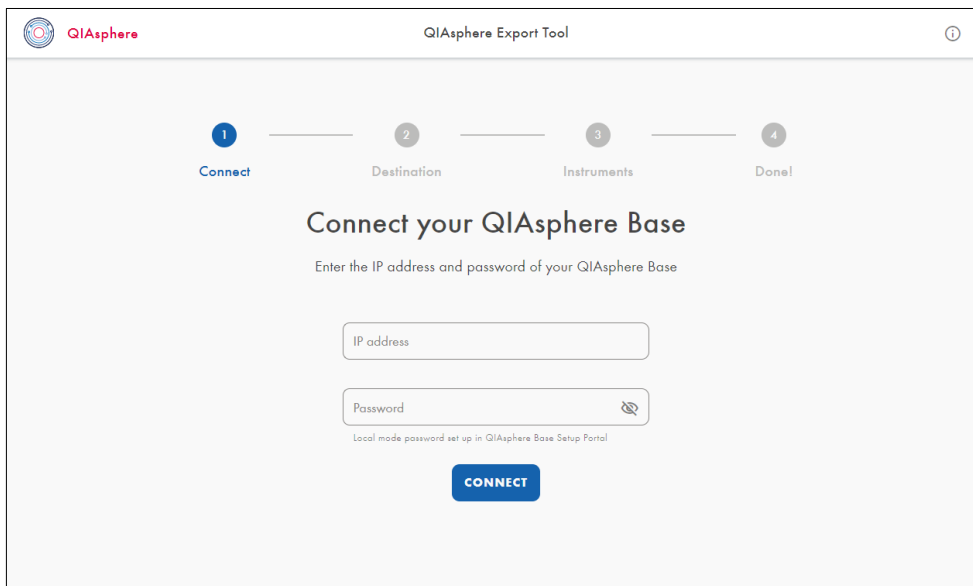 QIAsphere
QIAsphere Export Tool
1
2
3
4
Connect
Destination
Instruments
Done!
Connect your QIAsphere Base
Enter the IP address and password of your QIAsphere Base
IP address
Password
Local mode password set up in QIAsphere Base Setup Portal
CONNECT